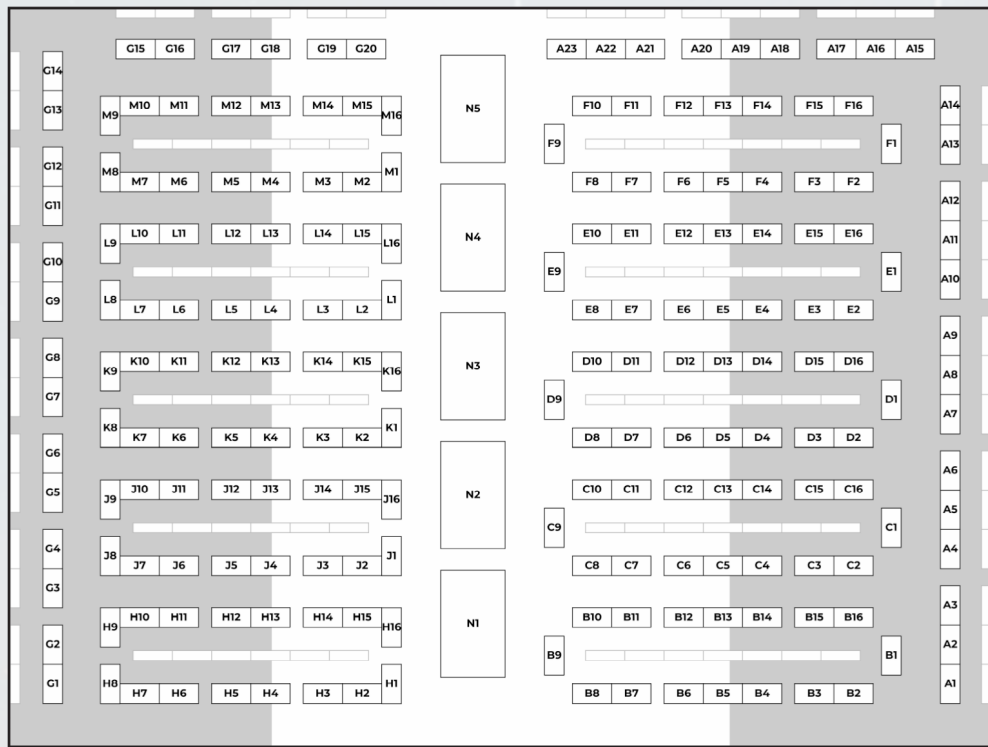 G15 G16 G17 G18 G19 G20 A23 A22 A21 A20 A19 A18 A17 A16 A15
G14
G13
M9 M10 M11 M12 M13 M14 M15 M16 N5 F10 F11 F12 F13 F14 F15 F16 A14
F9 F1 A13
G12 M8 M7 M6 M5 M4 M3 M2 M1 F8 F7 F6 F5 F4 F3 F2
G11 A12
L9 L10 L11 L12 L13 L14 L15 L16 N4 E10 E11 E12 E13 E14 E15 E16 A11
G10 E9 E1 A10
G9 L8 L7 L6 L5 L4 L3 L2 L1 E8 E7 E6 E5 E4 E3 E2
A9
G8 K9 K10 K11 K12 K13 K14 K15 K16 N3 D10 D11 D12 D13 D14 D15 D16 A8
G7 D9 D1 A7
K8 K7 K6 K5 K4 K3 K2 K1 D8 D7 D6 D5 D4 D3 D2
G6 A6
G5 J9 J10 J11 J12 J13 J14 J15 J16 N2 C10 C11 C12 C13 C14 C15 C16 A5
C9 C1
G4 J8 J7 J6 J5 J4 J3 J2 J1 C8 C7 C6 C5 C4 C3 C2 A4
G3
H9 H10 H11 H12 H13 H14 H15 H16 N1 B10 B11 B12 B13 B14 B15 B16 A3
G2 B9 B1 A2
G1 H8 H7 H6 H5 H4 H3 H2 H1 B8 B7 B6 B5 B4 B3 B2 A1